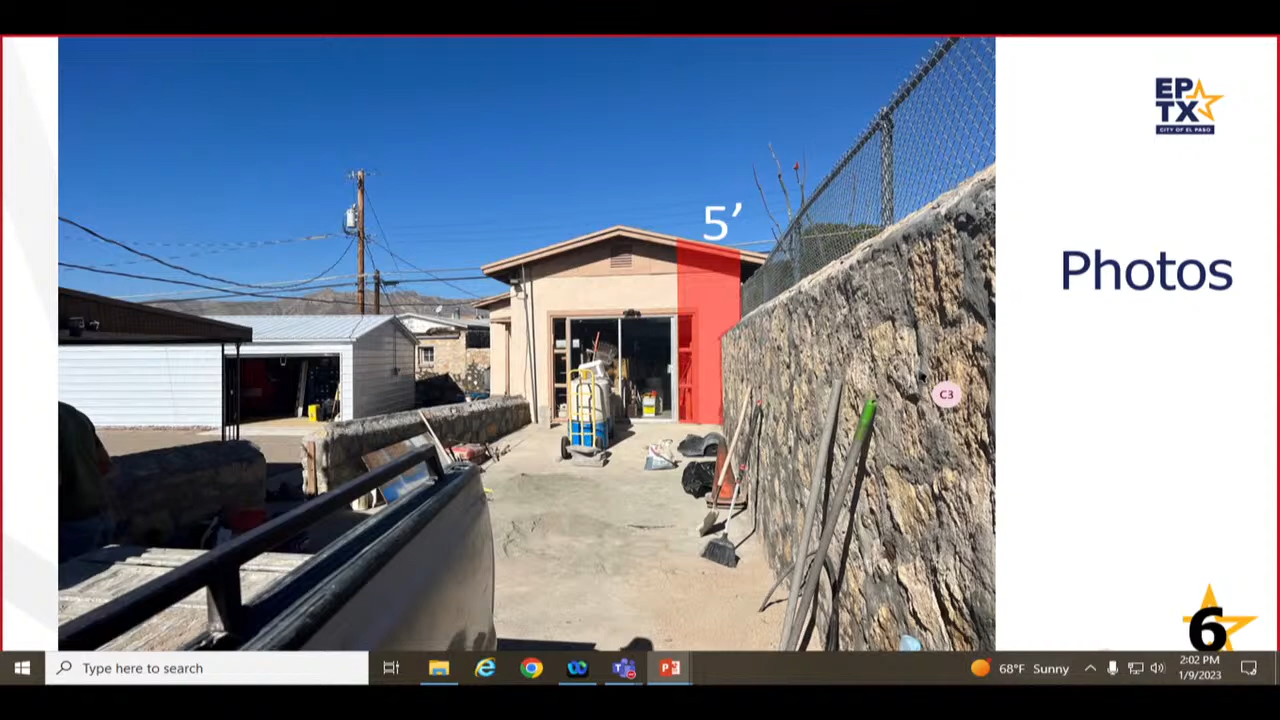 5’
EP
TX
CITY OF EL PASO
Photos
C3
6
Type here to search
68°F Sunny
2:02 PM
1/9/2023